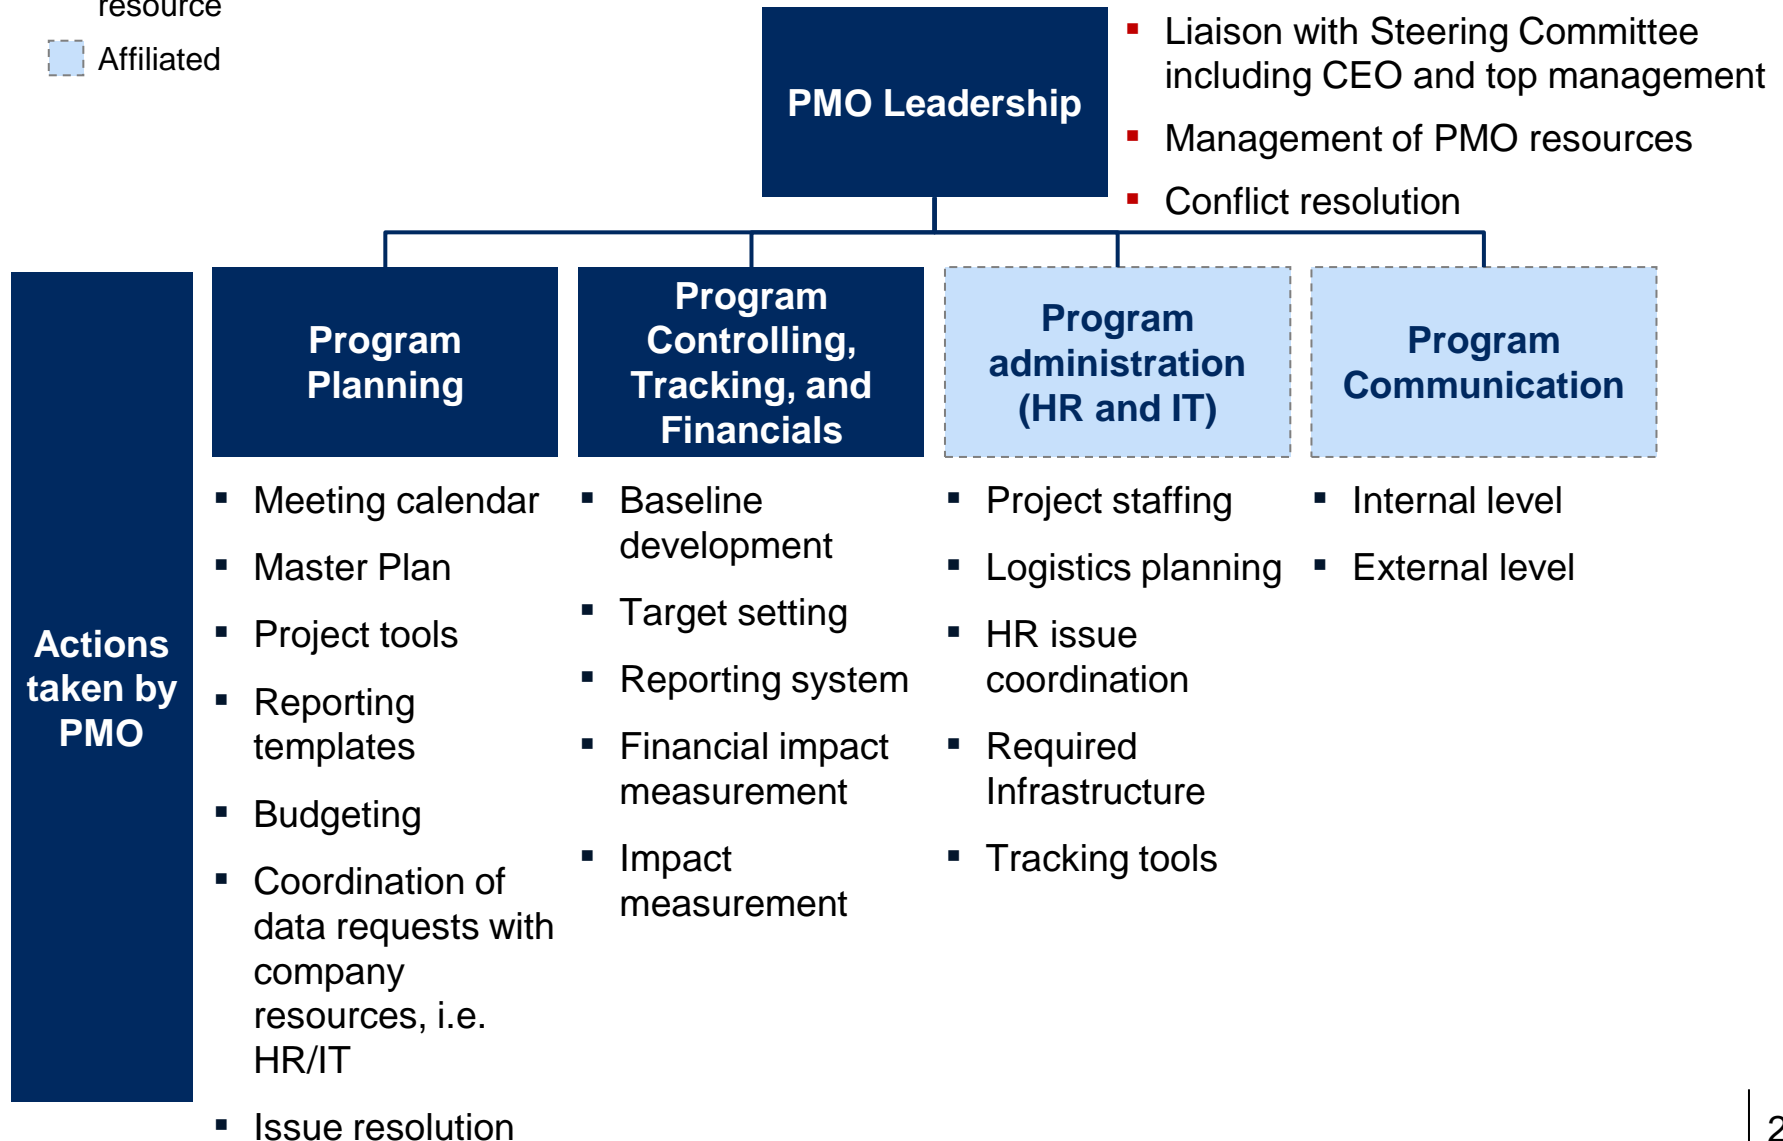 resource
Affiliated
PMO Leadership
Liaison with Steering Committee
including CEO and top management
Management of PMO resources
Conflict resolution
Actions
taken by
PMO
Program
Planning
Meeting calendar
Master Plan
Project tools
Reporting
templates
Budgeting
Coordination of
data requests with
company
resources, i.e.
HR/IT
Issue resolution
Program
Controlling,
Tracking, and
Financials
Baseline
development
Target setting
Reporting system
Financial impact
measurement
Impact
measurement
Program
administration
(HR and IT)
Project staffing
Logistics planning
HR issue
coordination
Required
Infrastructure
Tracking tools
Program
Communication
Internal level
External level